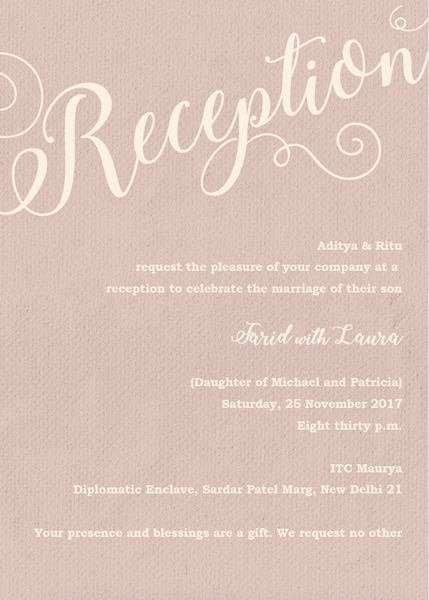 Reception
Aditya & Ritu
request the pleasure of your company at a
reception to celebrate the marriage of their son
Farid with Laura
(Daughter of Michael and Patricia)
Saturday, 25 November 2017
Eight thirty p.m.
ITC Maurya
Diplomatic Enclave, Sardar Patel Marg, New Delhi 21
Your presence and blessings are a gift. We request no other